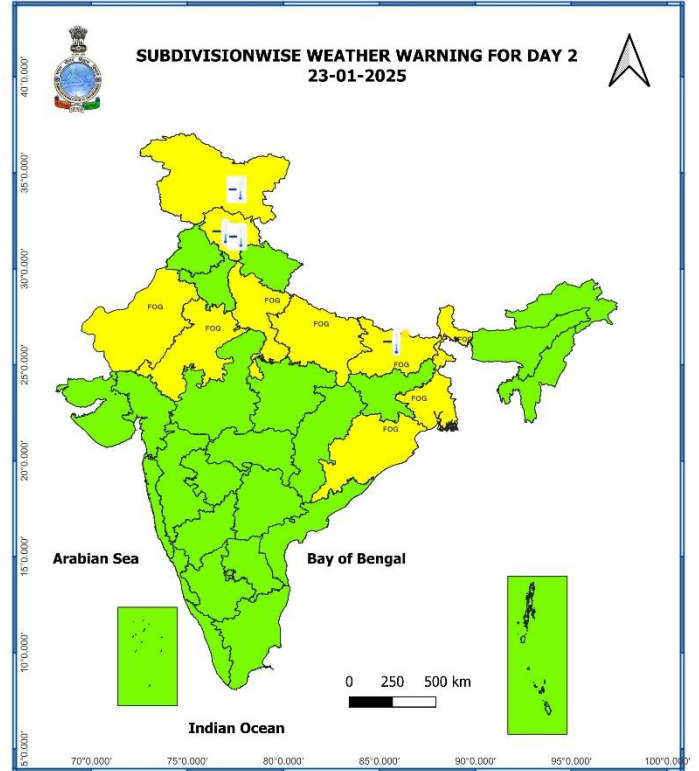 SUBDIVISIONWISE WEATHER WARNING FOR DAY 2
23-01-2025
40°0.000'
35°0.000'
30°0.000'
25°0.000'
20°0.000'
15°0.000'
10°0.000'
5°0.000'
FOG
FOG
FOG
FOG
FOG
FOG
FOG
FOG
Arabian Sea
Bay of Bengal
0 250 500 km
Indian Ocean
70°0.000' 75°0.000' 80°0.000' 85°0.000' 90°0.000' 95°0.000' 100°0.000'